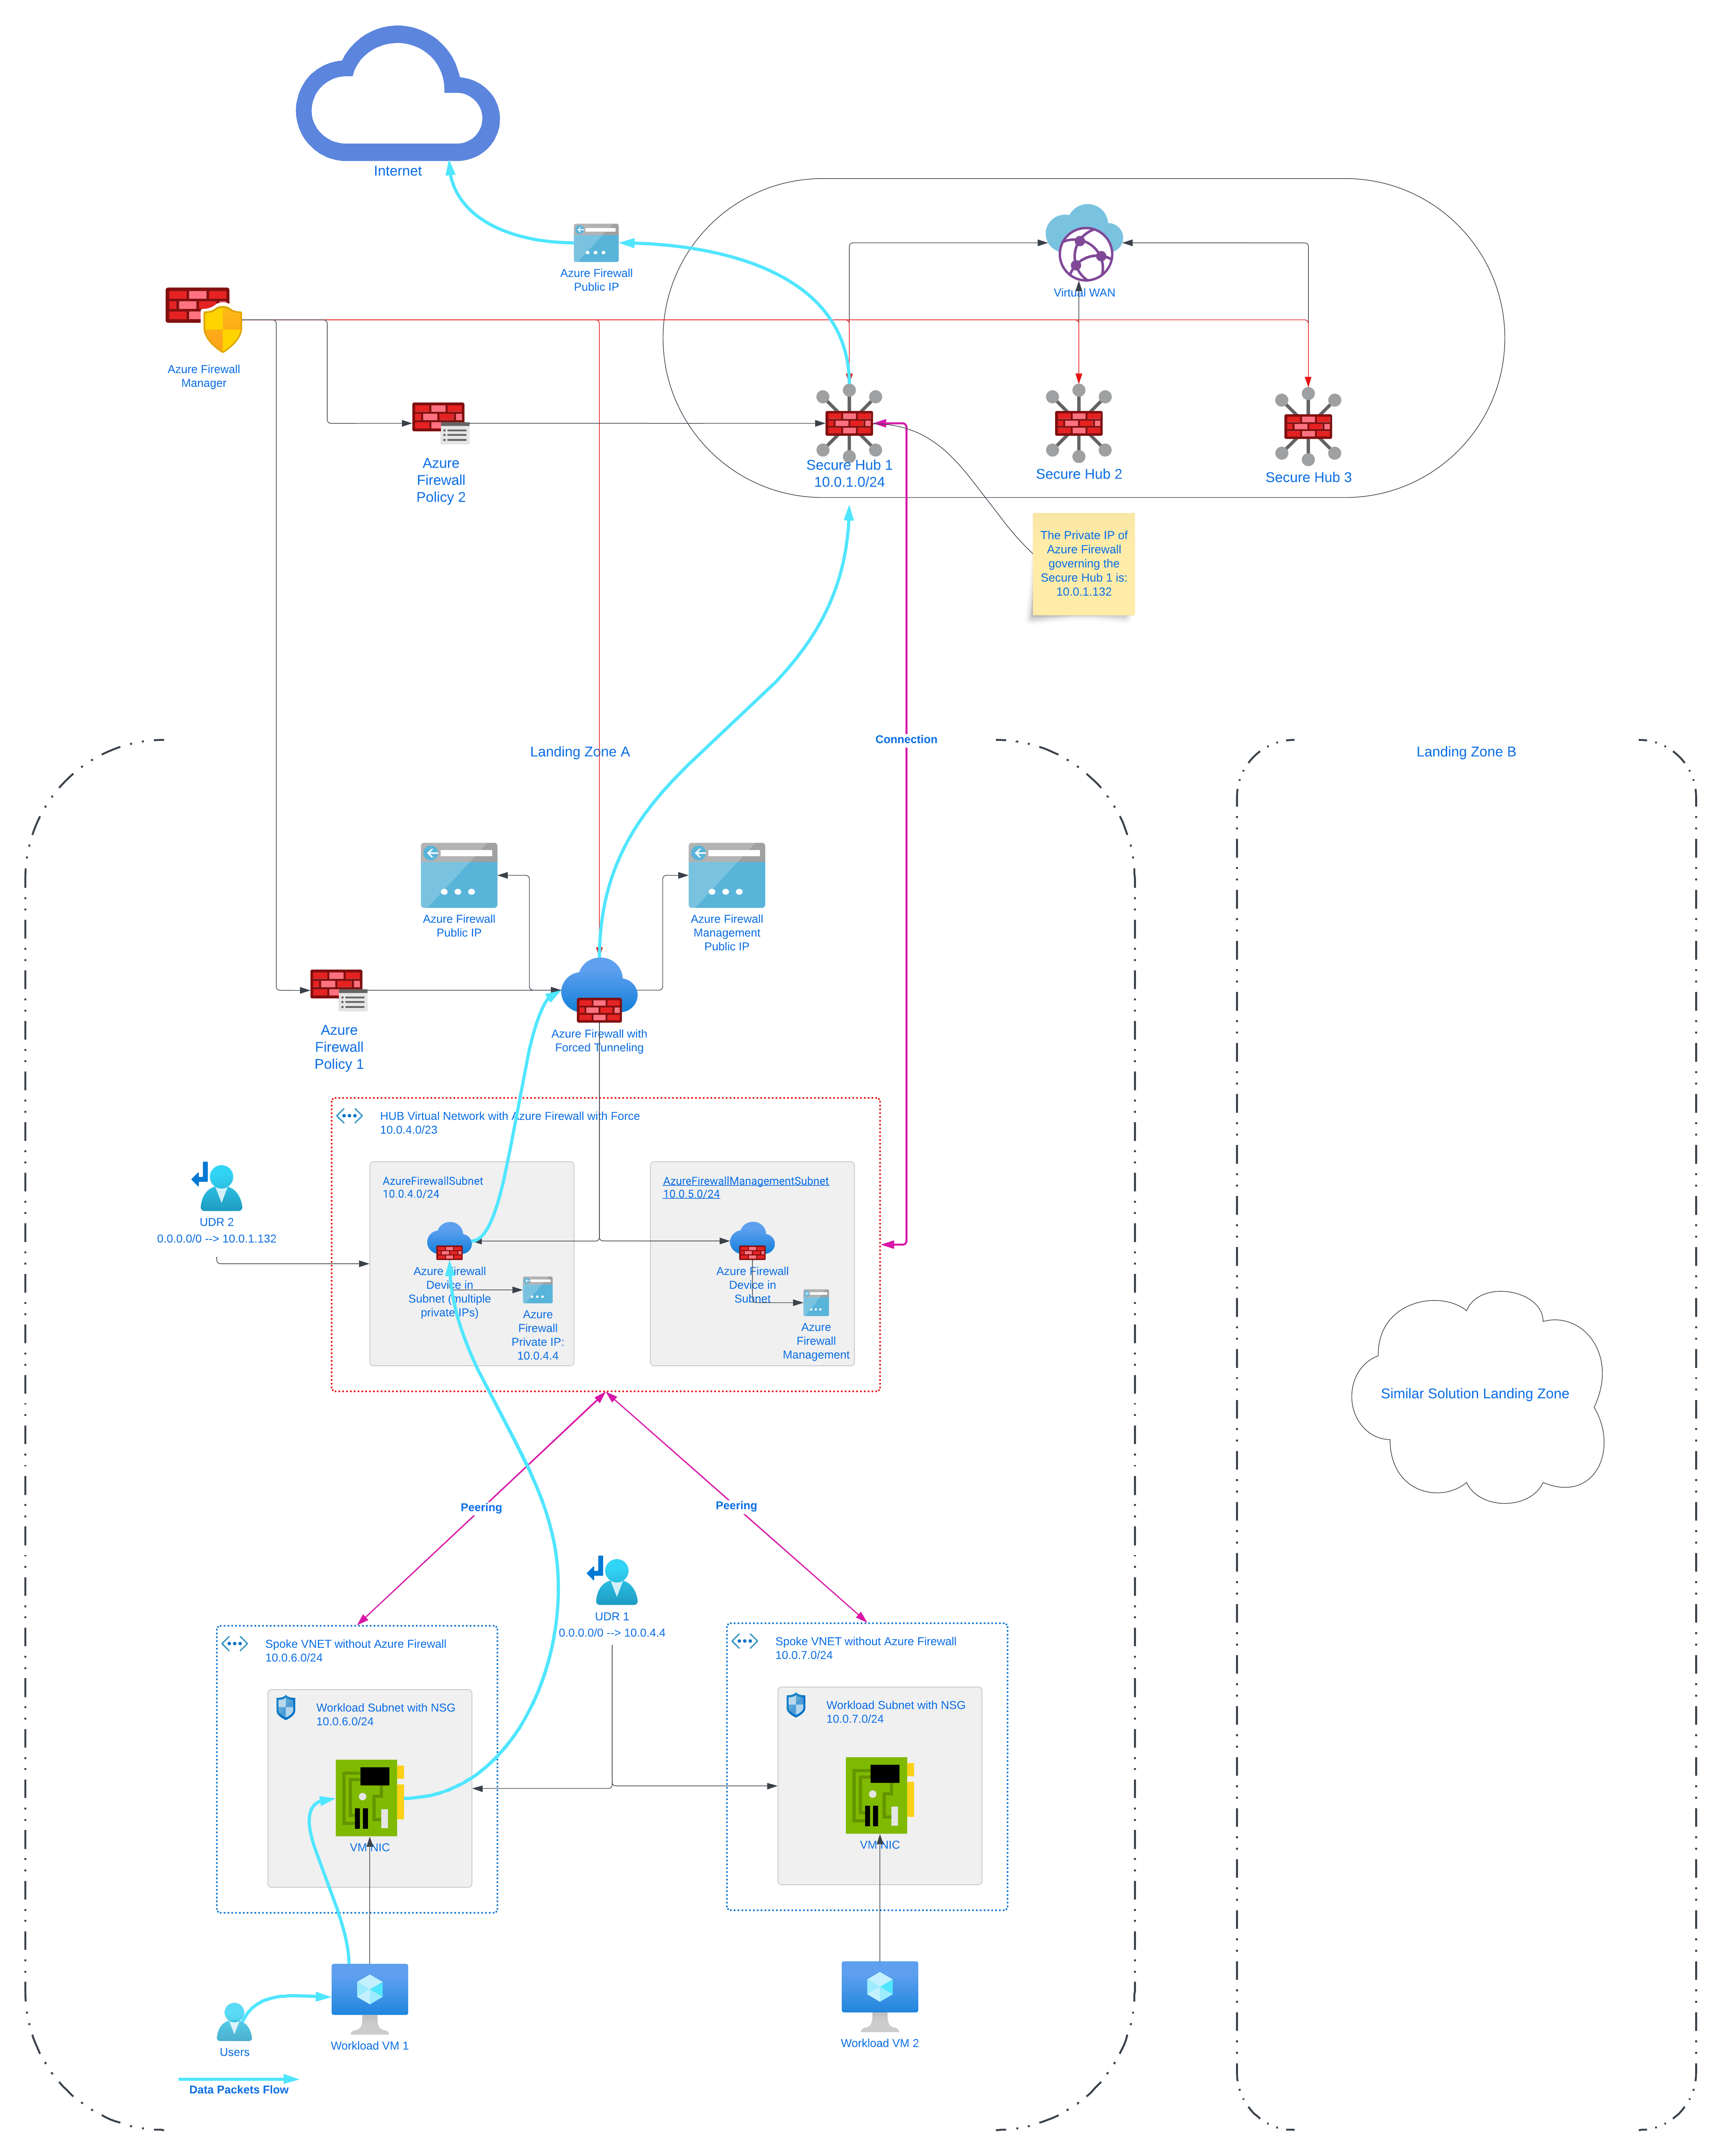 Internet
Azure Firewall
Public IP
Virtual WAN
Azure Firewall
Manager
Azure
Firewall
Policy 2
Secure Hub 1
10.0.1.0/24
Secure Hub 2
Secure Hub 3
The Private IP of
Azure Firewall
governing the
Secure Hub 1 is:
10.0.1.132
Connection
Landing Zone A
Landing Zone B
Azure Firewall
Public IP
Azure Firewall
Management
Public IP
Azure
Firewall
Policy 1
Azure Firewall with
Forced Tunneling
HUB Virtual Network with Azure Firewall with Force
10.0.4.0/23
UDR 2
0.0.0.0/0 --> 10.0.1.132
AzureFirewallSubnet
10.0.4.0/24
Azure Firewall
Device in
Subnet (multiple
private IPs)
Azure
Firewall
Private IP:
10.0.4.4
AzureFirewallManagementSubnet
10.0.5.0/24
Azure Firewall
Device in
Subnet
Azure
Firewall
Management
Similar Solution Landing Zone
Peering
Peering
UDR 1
0.0.0.0/0 --> 10.0.4.4
Spoke VNET without Azure Firewall
10.0.6.0/24
Workload Subnet with NSG
10.0.6.0/24
VM NIC
Spoke VNET without Azure Firewall
10.0.7.0/24
Workload Subnet with NSG
10.0.7.0/24
VM NIC
Users
Workload VM 1
Workload VM 2
Data Packets Flow